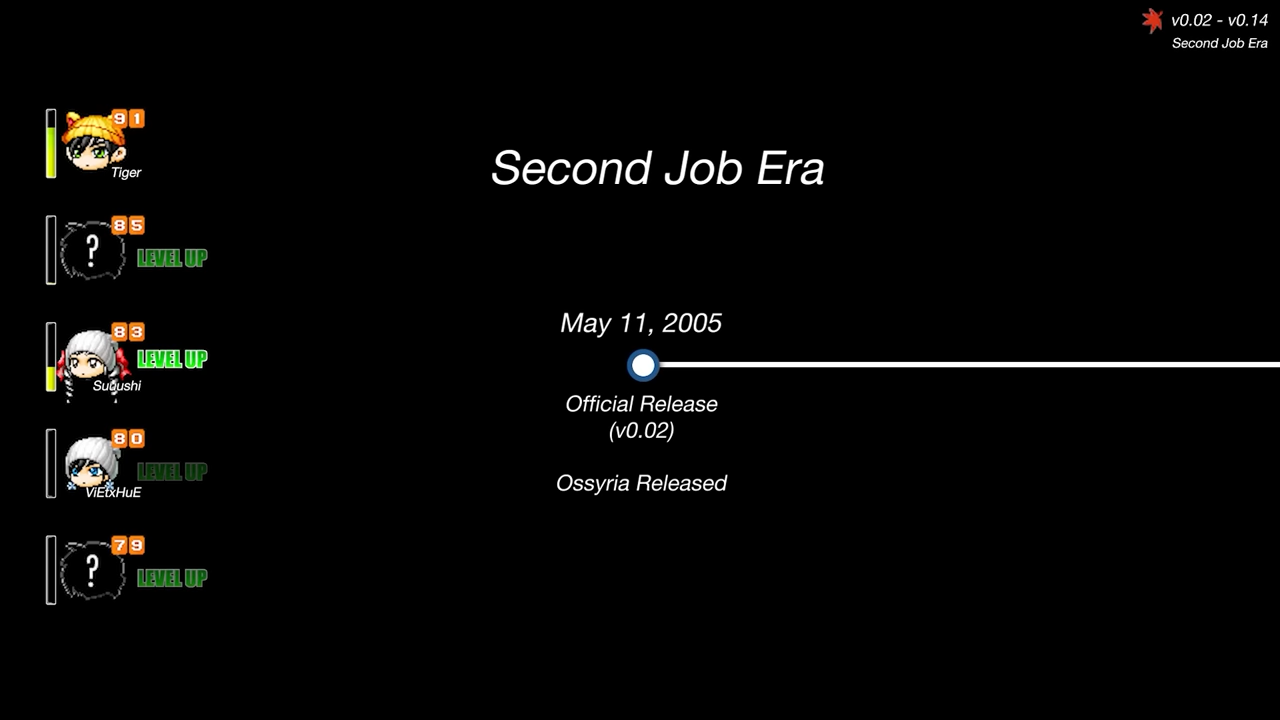 v0.02 - v0.14
Second Job Era
91
Tiger
85
?
LEVEL UP
83
LEVEL UP
Suuushi
80
LEVEL UP
ViEtxHuE
79
?
LEVEL UP
Second Job Era
May 11, 2005
Official Release
(v0.02)
Ossyria Released